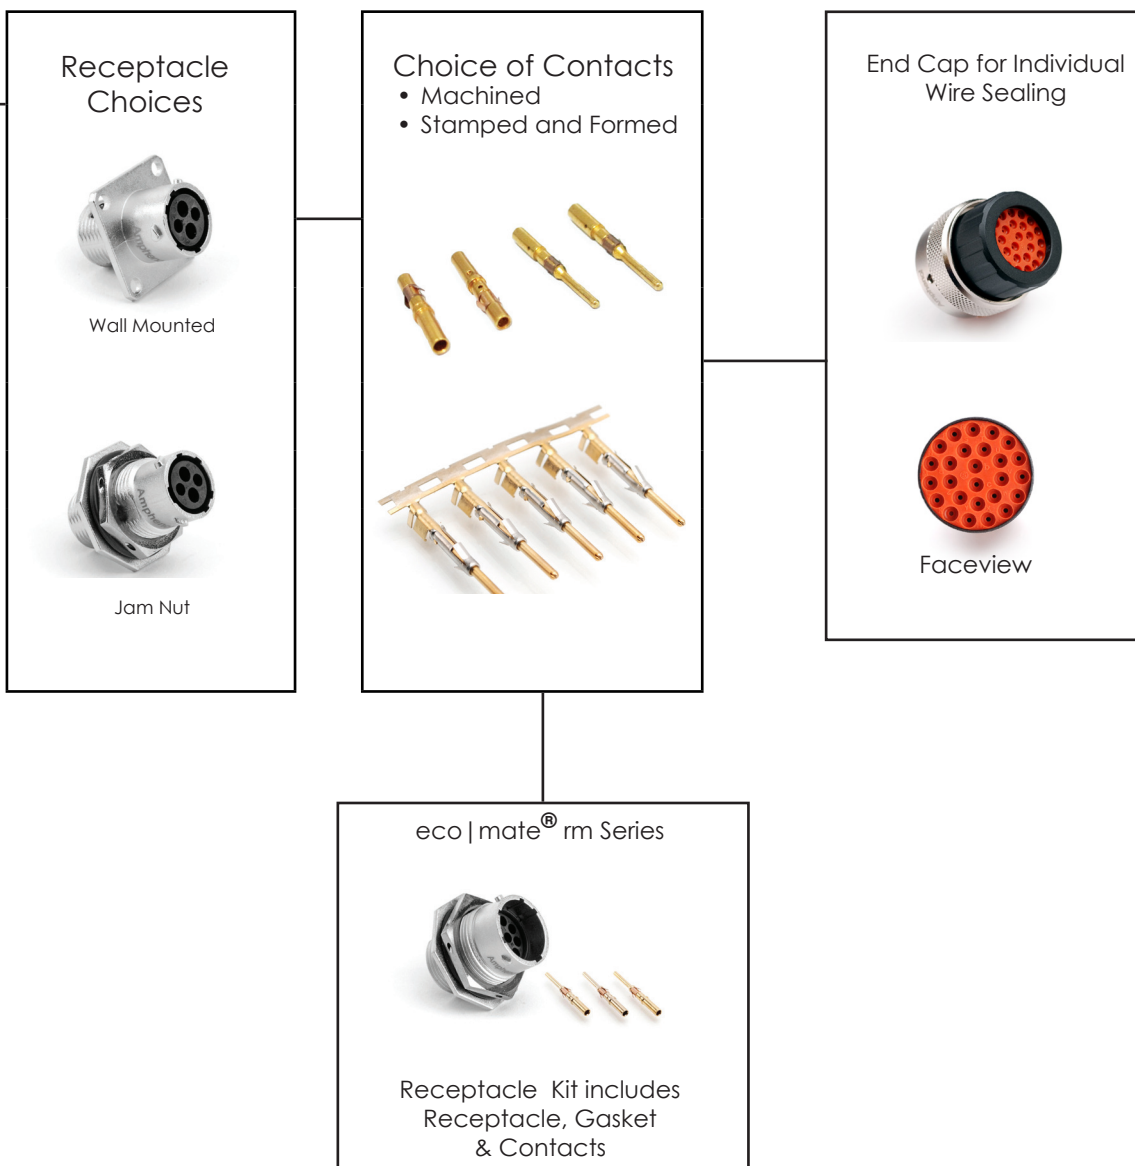 Receptacle
Choices
Wall Mounted
Jam Nut
Choice of Contacts
• Machined
• Stamped and Formed
End Cap for Individual
Wire Sealing
Faceview
eco|mate® rm Series
Receptacle Kit includes
Receptacle, Gasket
& Contacts